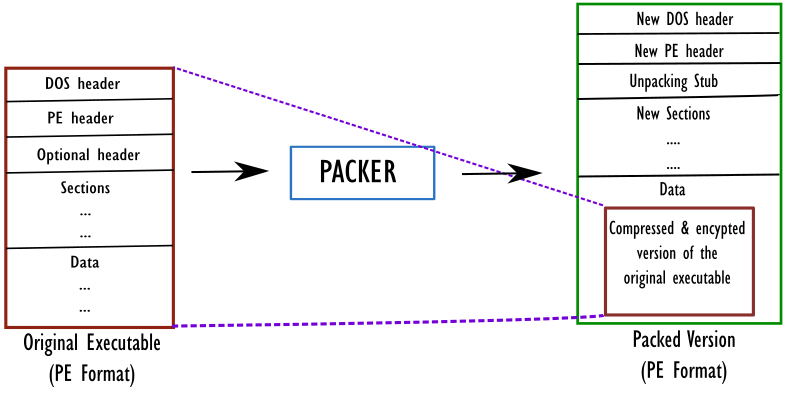 DOS header
PE header
Optional header
Sections
...
...
Data
...
...
Original Executable
(PE Format)
PACKER
New DOS header
New PE header
Unpacking Stub
New Sections
....
....
Data
Compressed & encypted
version of the
original executable
Packed Version
(PE Format)